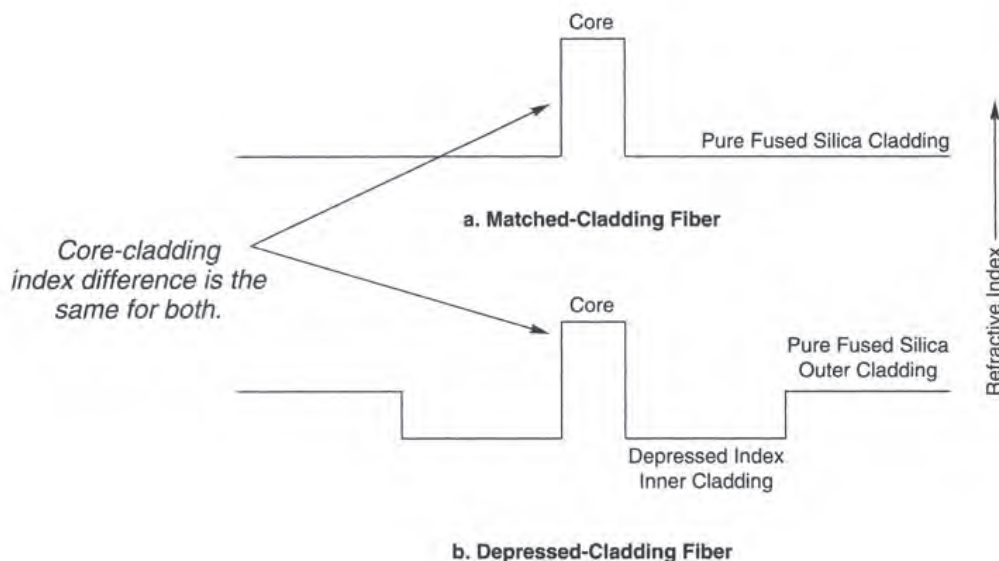 Core
Pure Fused Silica Cladding
a. Matched-Cladding Fiber
Core-cladding
index difference is the
same for both.
Core
Pure Fused Silica
Outer Cladding
Depressed Index
Inner Cladding
b. Depressed-Cladding Fiber
Refractive Index